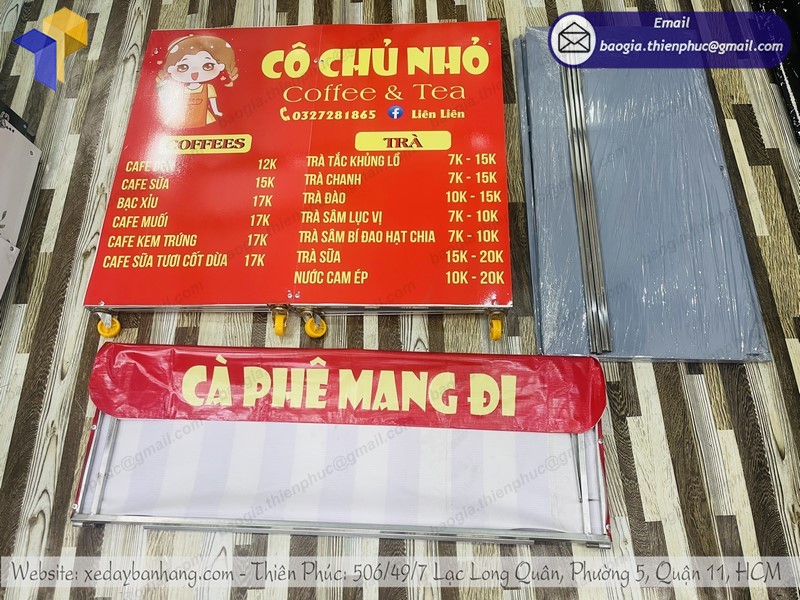 Email
baogia.thienphuc@gmail.com
CÔ CHỦ NHỎ
Coffee & Tea
0327281865 f Liên Liên
COFFEES
CAFE ĐEN 12K
CAFE SỮA 15K
BẠC XỈU 17K
CAFE MUỐI 17K
CAFE KEM TRỨNG 17K
CAFE SỮA TƯƠI CỐT DỪA 17K
TRÀ
TRÀ TẮC KHỦNG LỒ 7K - 15K
TRÀ CHANH 7K - 15K
TRÀ ĐÀO 10K - 15K
TRÀ SÂM LỤC VỊ 7K - 10K
TRÀ SÂM BÍ ĐAO HẠT CHIA 7K - 10K
TRÀ SỮA 15K - 20K
NƯỚC CAM ÉP 10K - 20K
CÀ PHÊ MANG ĐI
Website: xedaybanhang.com - Thiên Phúc: 506/49/7 Lạc Long Quân, Phường 5, Quận 11, HCM